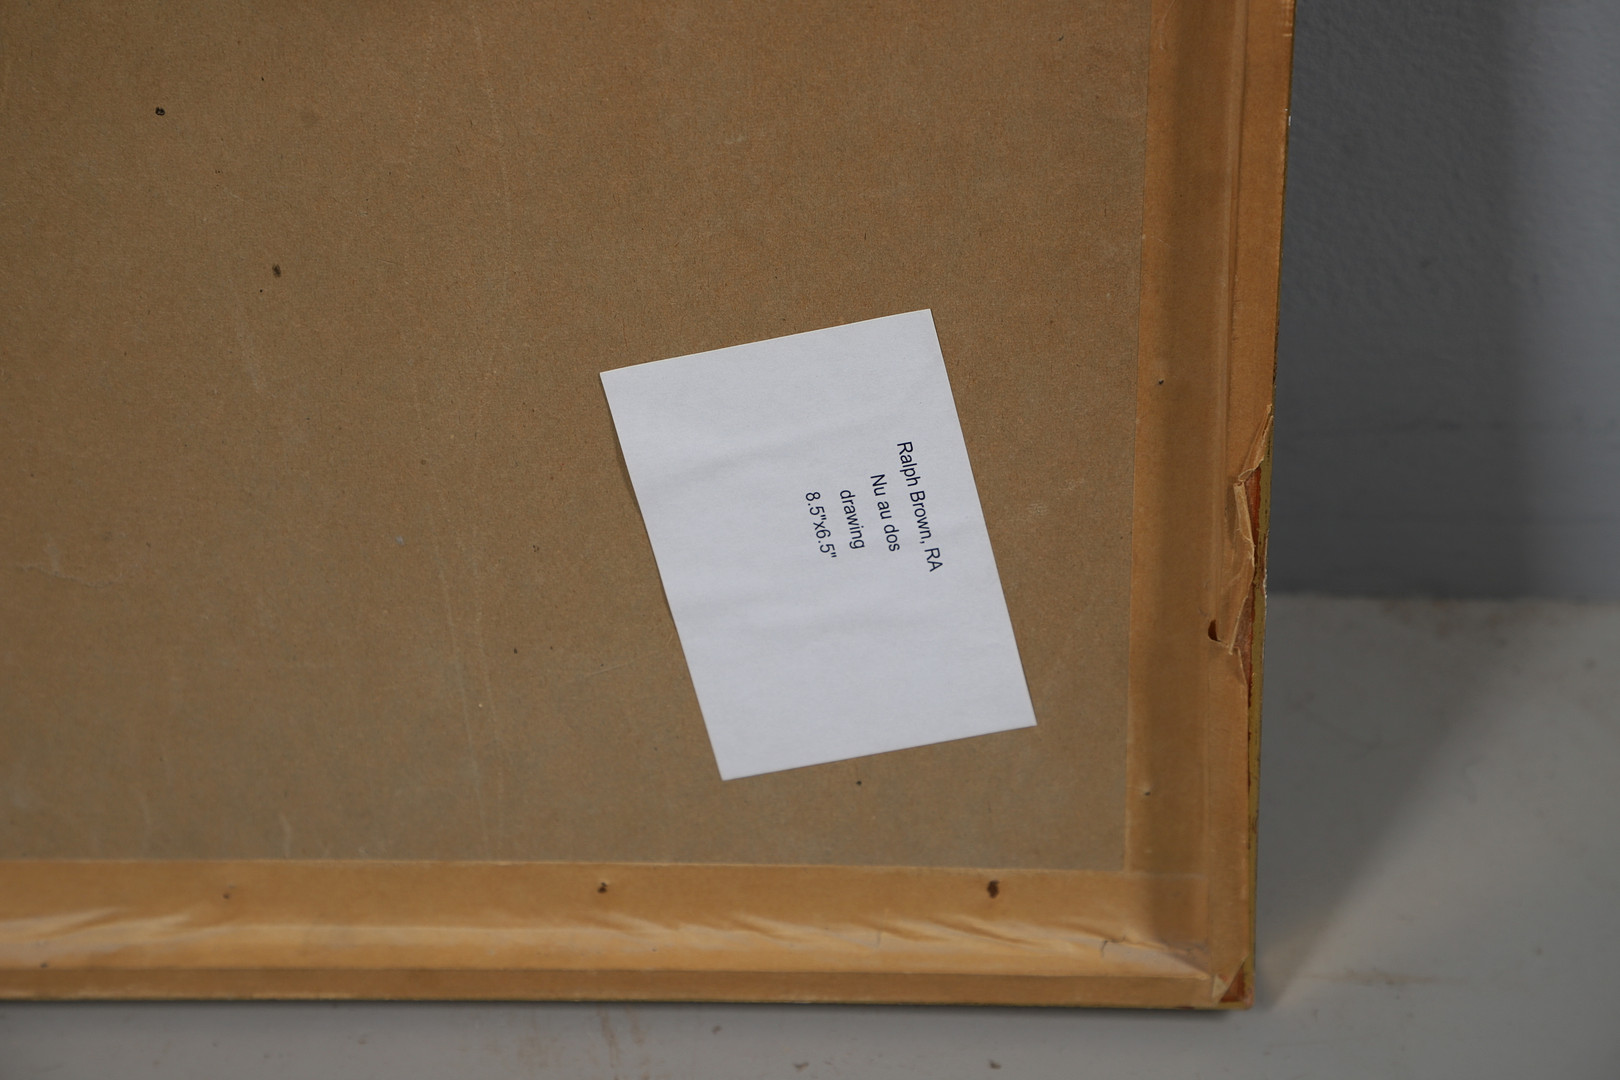 Ralph Brown, RA
Nu au dos
drawing
8.5"x6.5"